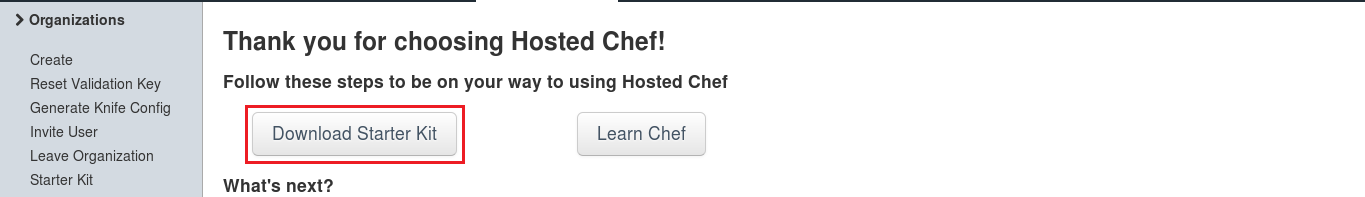 Organizations
Create
Reset Validation Key
Generate Knife Config
Invite User
Leave Organization
Starter Kit
Thank you for choosing Hosted Chef!
Follow these steps to be on your way to using Hosted Chef
Download Starter Kit
Learn Chef
What's next?